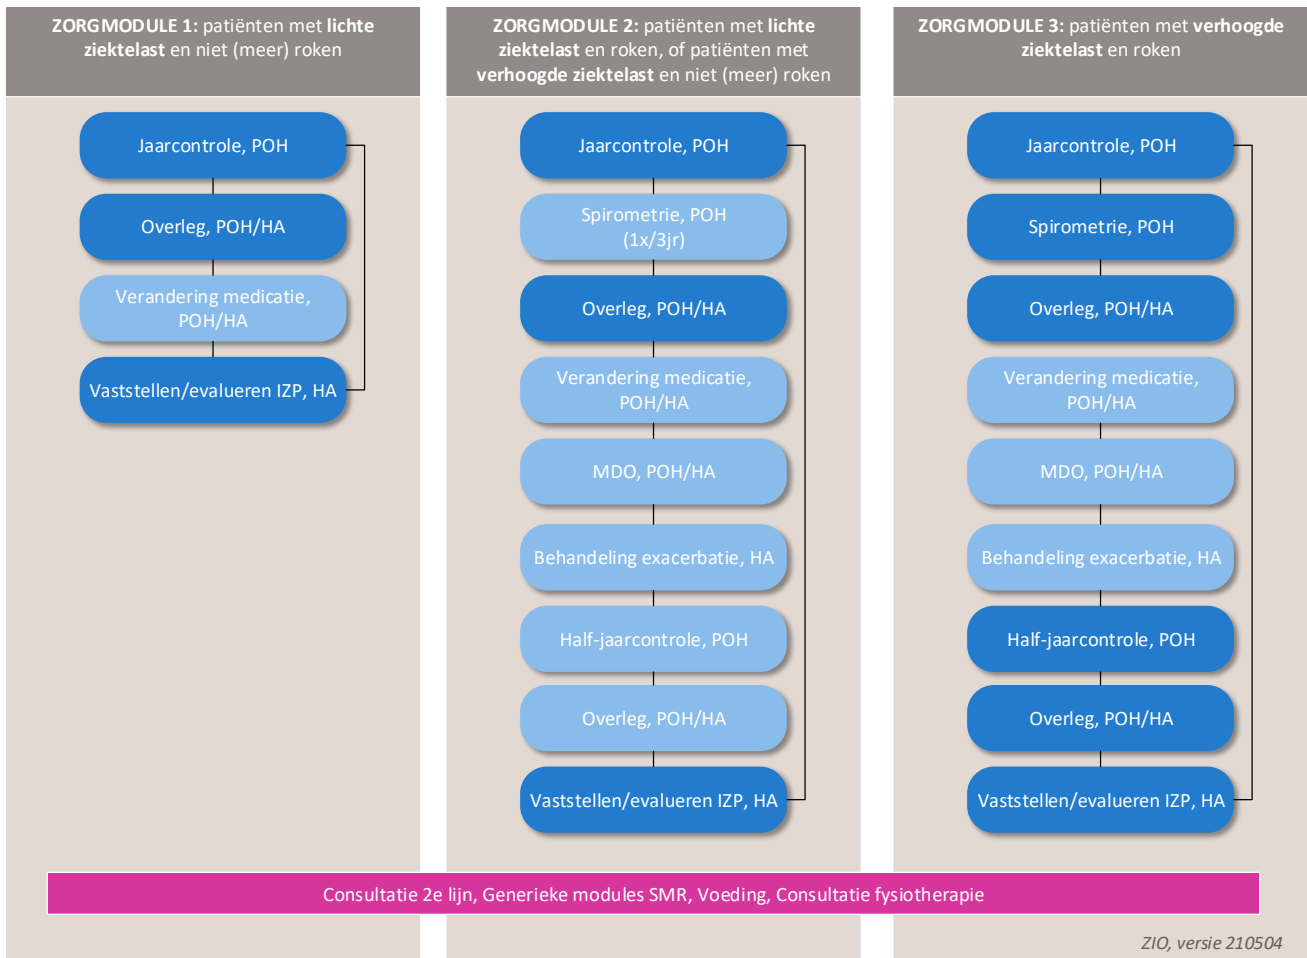 ZORGMODULE 1: patiënten met lichte
ziektelast en niet (meer) roken
Jaarcontrole, POH
Overleg, POH/HA
Verandering medicatie,
POH/HA
Vaststellen/evalueren IZP, HA
ZORGMODULE 2: patiënten met lichte
ziektelast en roken, of patiënten met
verhoogde ziektelast en niet (meer) roken
Jaarcontrole, POH
Spirometrie, POH
(1x/3jr)
Overleg, POH/HA
Verandering medicatie,
POH/HA
MDO, POH/HA
Behandeling exacerbatie, HA
Half-jaarcontrole, POH
Overleg, POH/HA
Vaststellen/evalueren IZP, HA
ZORGMODULE 3: patiënten met verhoogde
ziektelast en roken
Jaarcontrole, POH
Spirometrie, POH
Overleg, POH/HA
Verandering medicatie,
POH/HA
MDO, POH/HA
Behandeling exacerbatie, HA
Half-jaarcontrole, POH
Overleg, POH/HA
Vaststellen/evalueren IZP, HA
Consultatie 2e lijn, Generieke modules SMR, Voeding, Consultatie fysiotherapie
ZIO, versie 210504